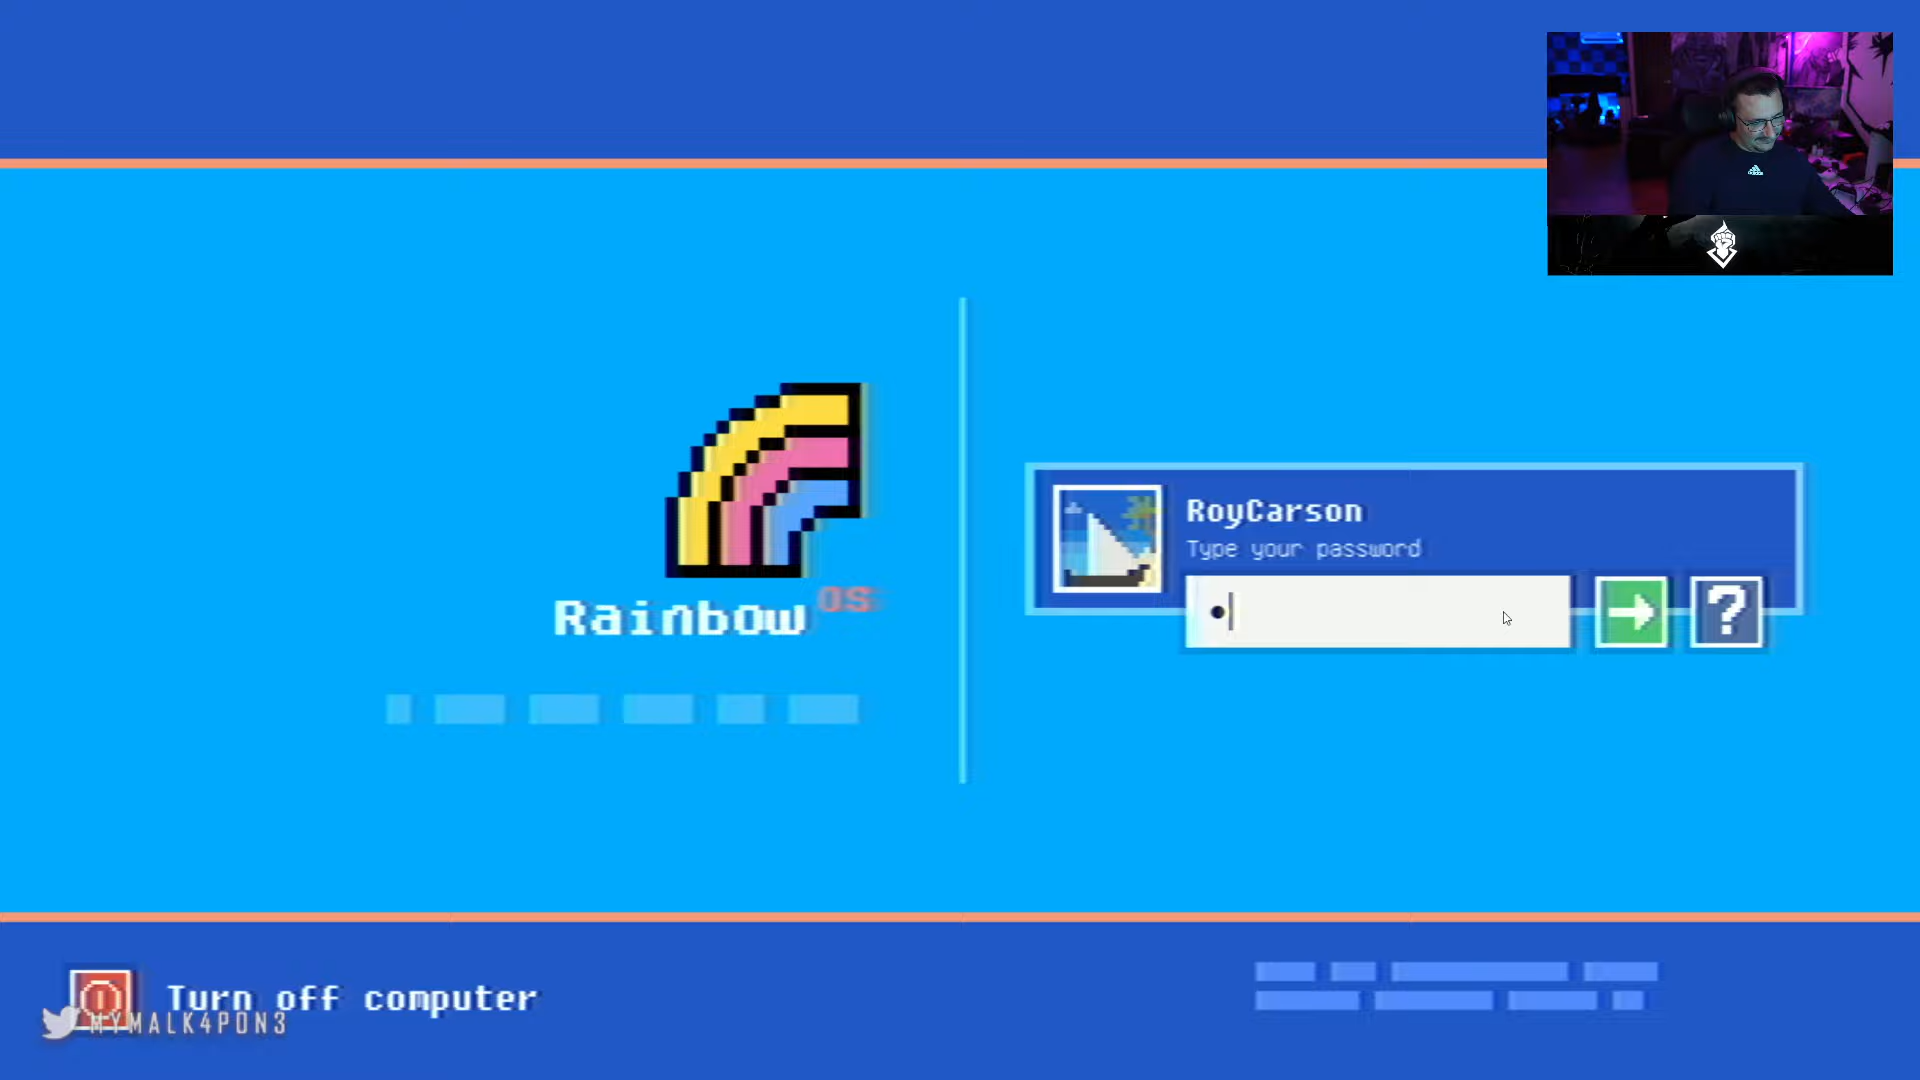 RoyCarson
Type your password
RainbOw OS
?
Turn off computer
MYMALK4PON3